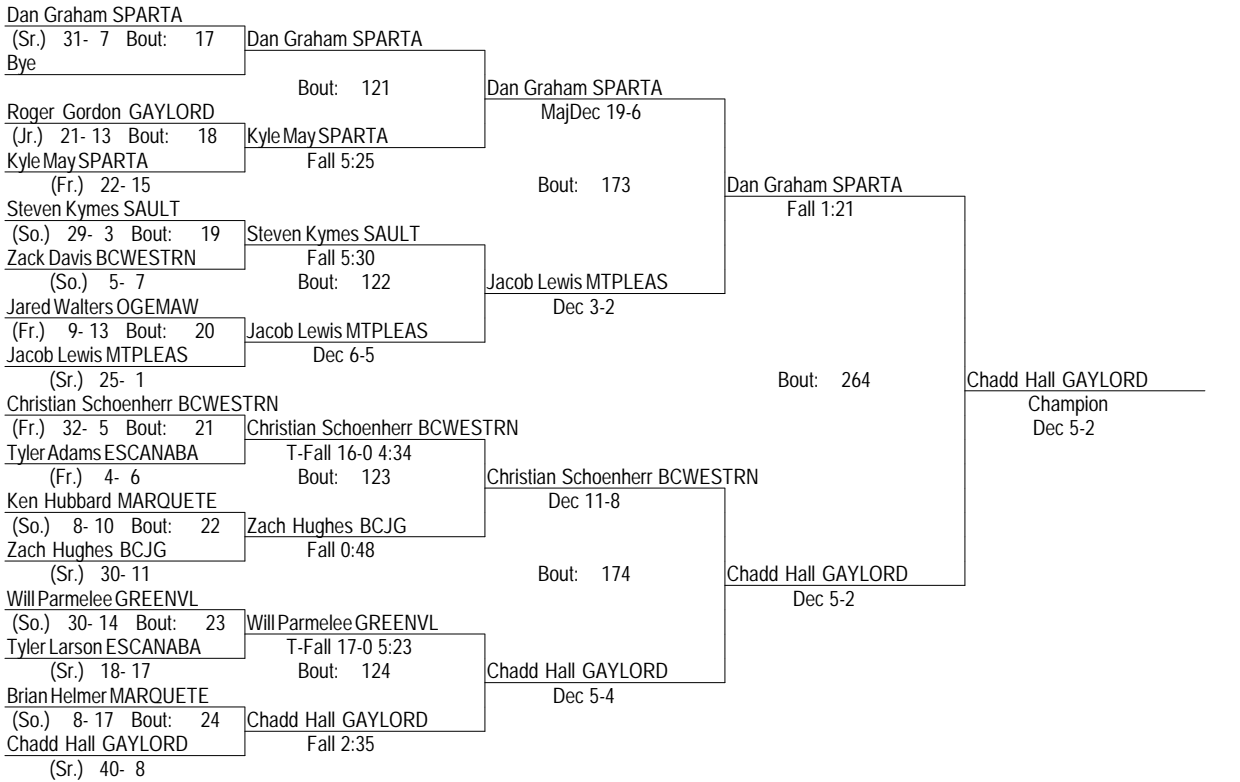 Dan Graham SPARTA
(Sr.) 31- 7 Bout: 17
Bye
Dan Graham SPARTA
Bout: 121
Roger Gordon GAYLORD
(Jr.) 21- 13 Bout: 18
Kyle May SPARTA
(Fr.) 22- 15
Kyle May SPARTA
Fall 5:25
Dan Graham SPARTA
MajDec 19-6
Bout: 173
Steven Kymes SAULT
(So.) 29- 3 Bout: 19
Zack Davis BCWESTRN
(So.) 5- 7
Steven Kymes SAULT
Fall 5:30
Bout: 122
Jared Walters OGEMAW
(Fr.) 9- 13 Bout: 20
Jacob Lewis MTPLEAS
(Sr.) 25- 1
Jacob Lewis MTPLEAS
Dec 6-5
Jacob Lewis MTPLEAS
Dec 3-2
Dan Graham SPARTA
Fall 1:21
Bout: 264
Christian Schoenherr BCWESTRN
(Fr.) 32- 5 Bout: 21
Tyler Adams ESCANABA
(Fr.) 4- 6
Christian Schoenherr BCWESTRN
T-Fall 16-0 4:34
Bout: 123
Ken Hubbard MARQUETE
(So.) 8- 10 Bout: 22
Zach Hughes BCJG
(Sr.) 30- 11
Zach Hughes BCJG
Fall 0:48
Christian Schoenherr BCWESTRN
Dec 11-8
Bout: 174
Will Parmelee GREENVL
(So.) 30- 14 Bout: 23
Tyler Larson ESCANABA
(Sr.) 18- 17
Will Parmelee GREENVL
T-Fall 17-0 5:23
Bout: 124
Brian Helmer MARQUETE
(So.) 8- 17 Bout: 24
Chadd Hall GAYLORD
(Sr.) 40- 8
Chadd Hall GAYLORD
Fall 2:35
Chadd Hall GAYLORD
Dec 5-4
Chadd Hall GAYLORD
Dec 5-2
Chadd Hall GAYLORD
Champion
Dec 5-2